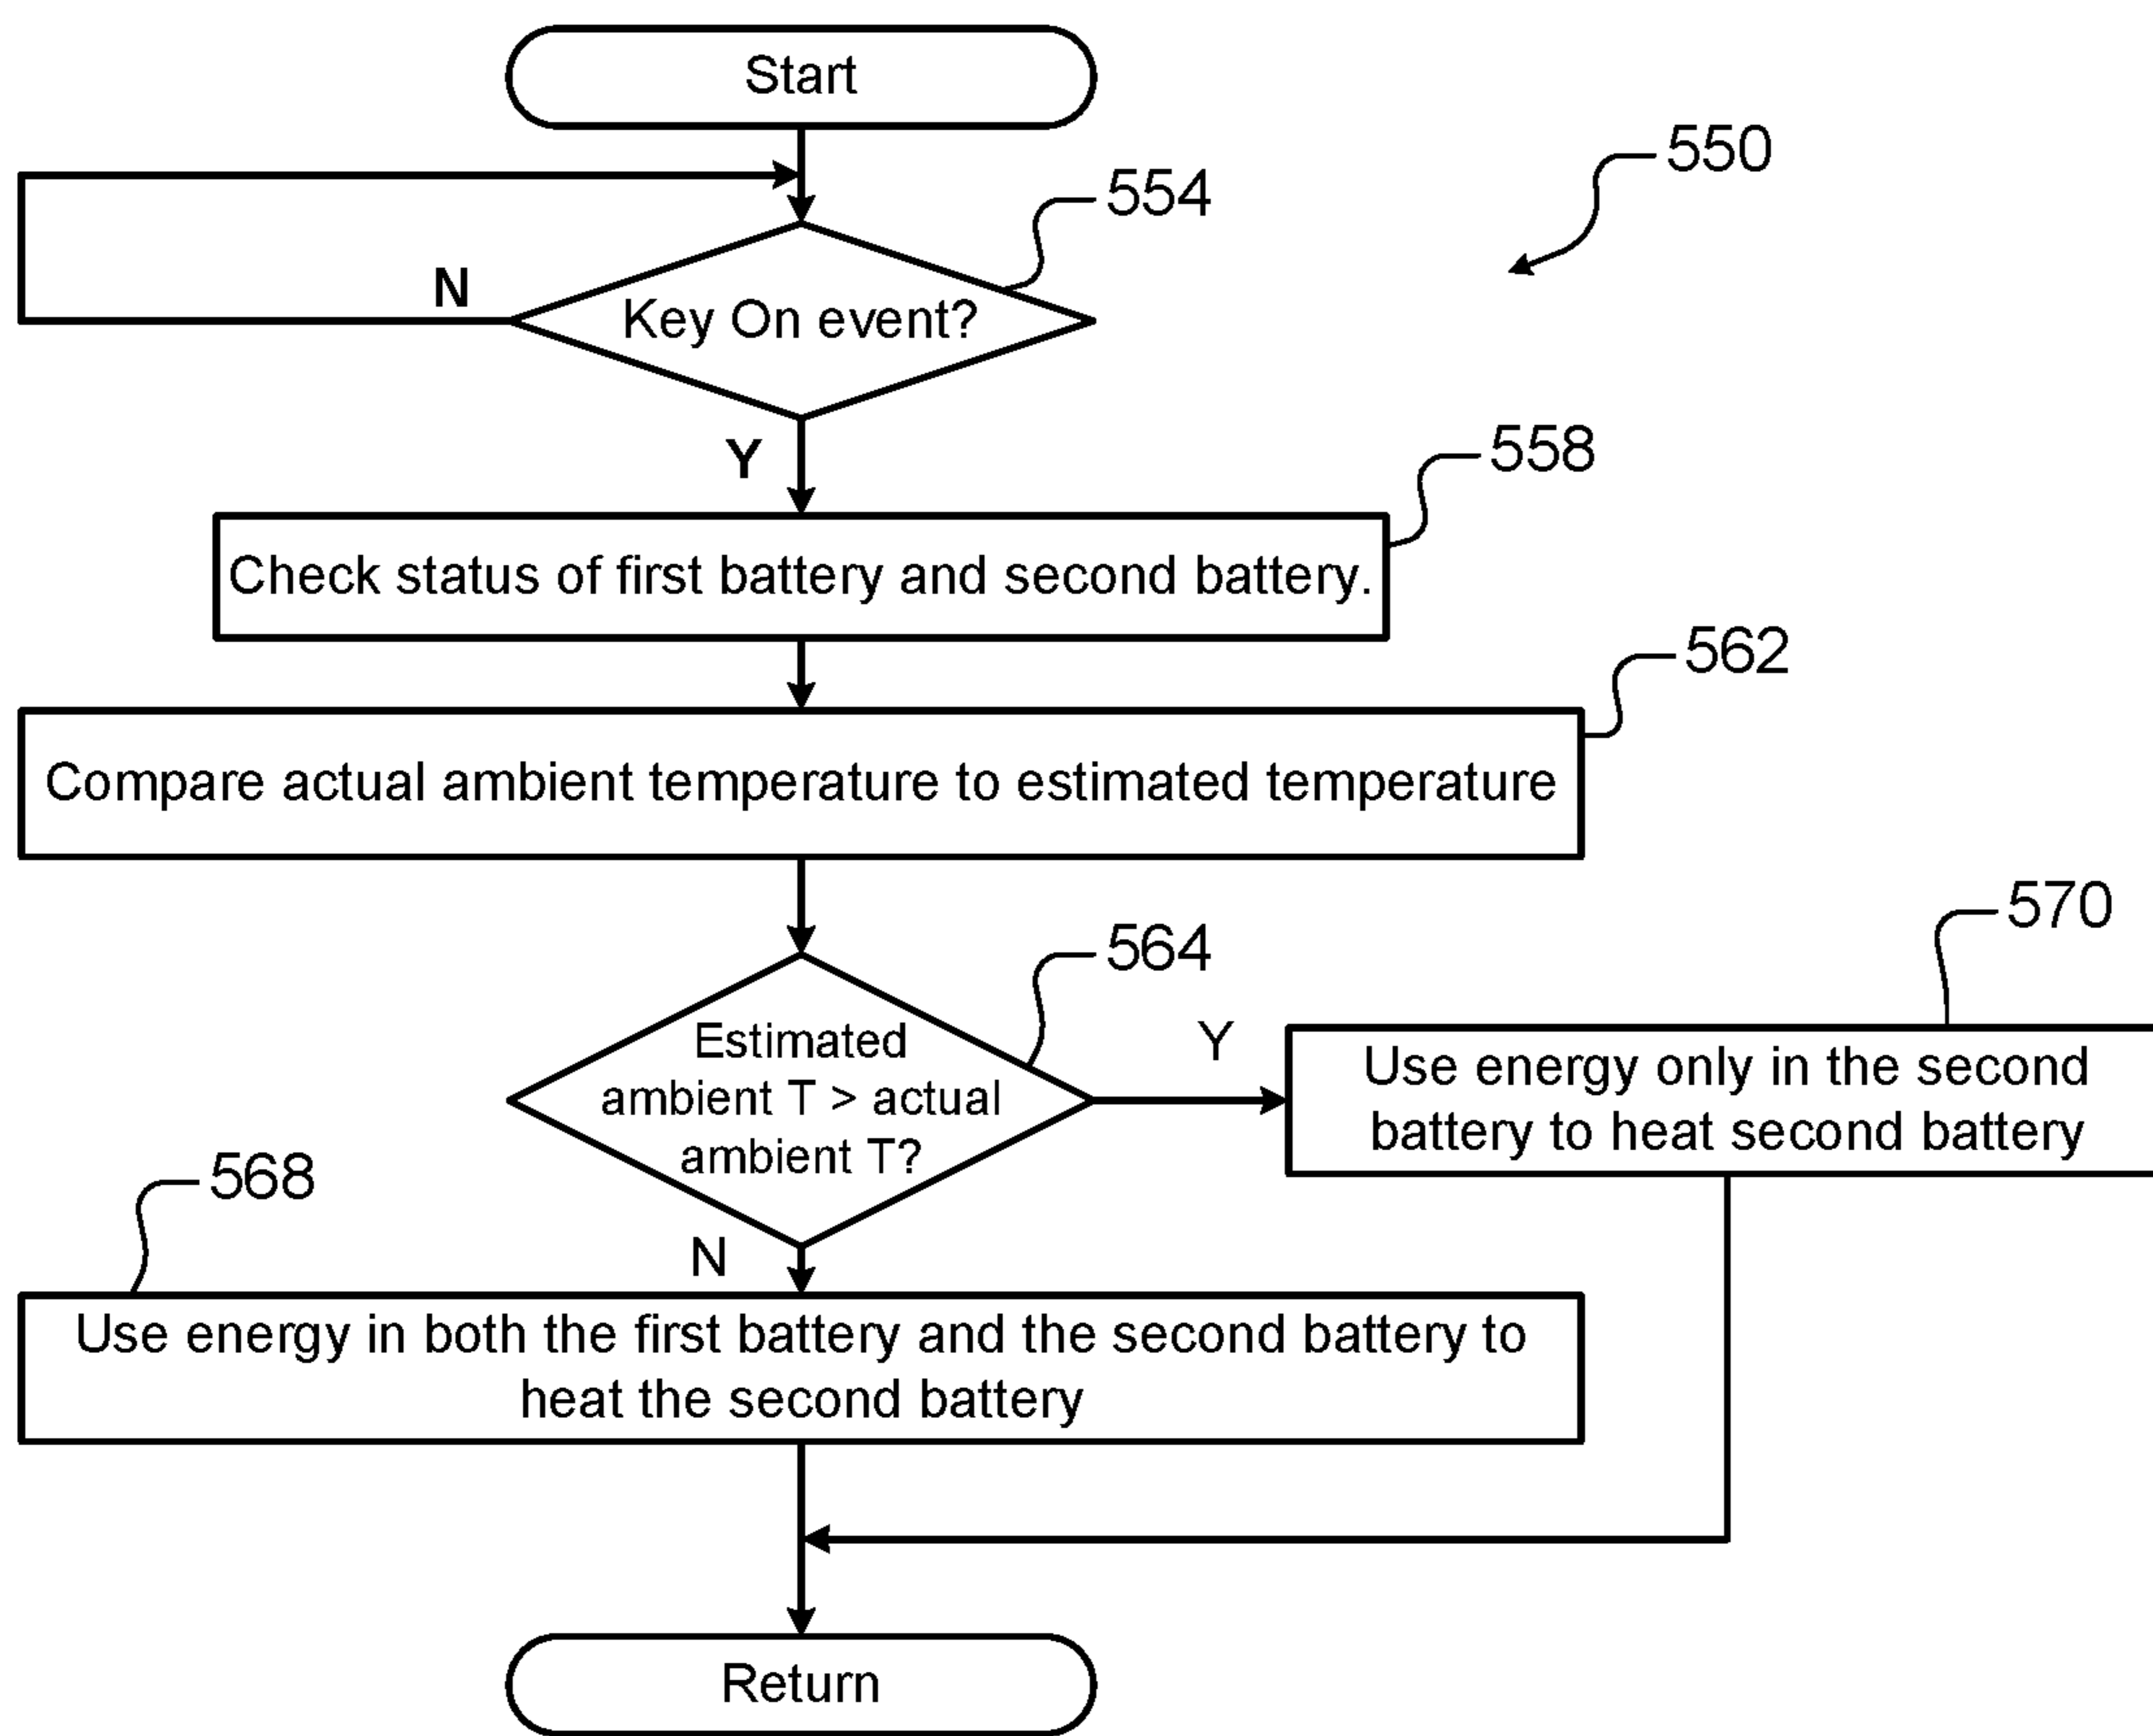 Start
550
554
N
Key On event?
Y
558
Check status of first battery and second battery.
562
Compare actual ambient temperature to estimated temperature
570
564
Estimated
ambient T > actual
ambient T?
Y
Use energy only in the second
battery to heat second battery
568
N
Use energy in both the first battery and the second battery to
heat the second battery
Return